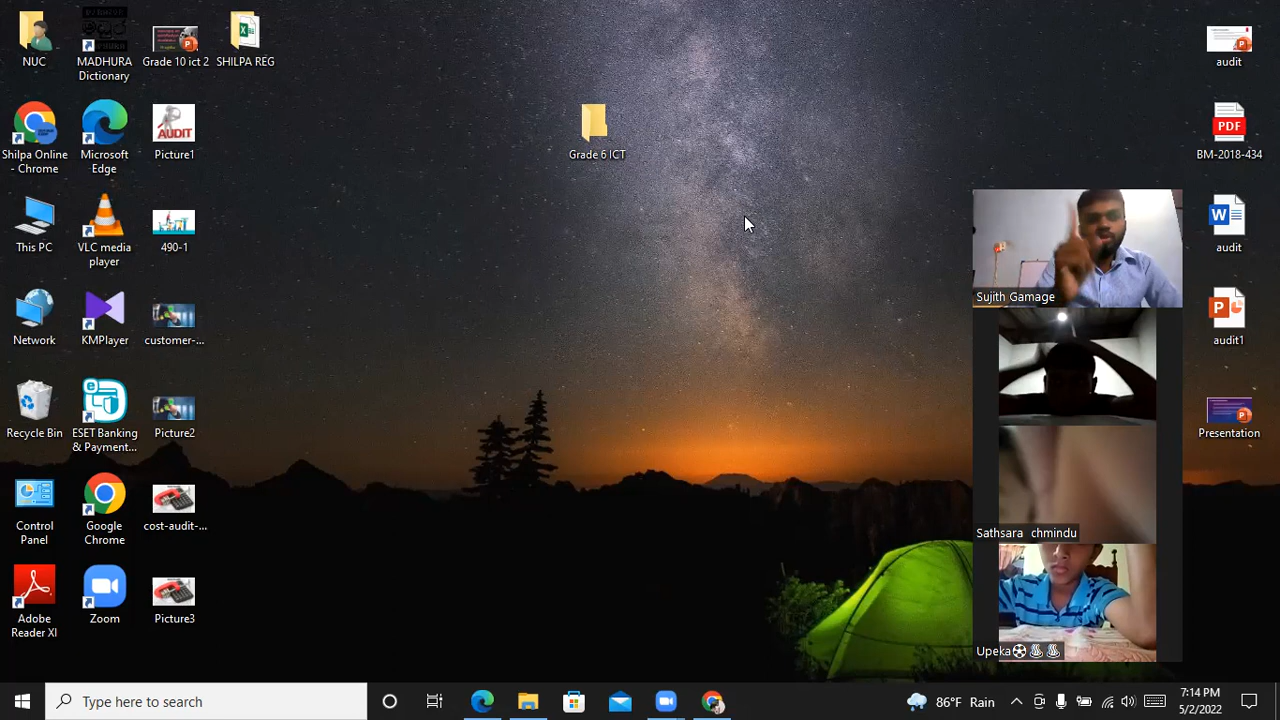 NUC
MADHURA
Dictionary
Grade 10 ict 2
SHILPA REG
Shilpa Online
- Chrome
Microsoft
Edge
AUDIT
Picture1
This PC
VLC media
player
490-1
Network
KMPlayer
customer-...
Recycle Bin
ESET Banking
& Payment...
Picture2
Control
Panel
Google
Chrome
cost-audit-...
Adobe
Reader XI
Zoom
Picture3
Grade 6 ICT
audit
PDF
BM-2018-434
audit
audit1
Presentation
Sujith Gamage
Sathsara chmindu
Upeka⚽♨♨
Type here to search
86°F Rain
7:14 PM
5/2/2022